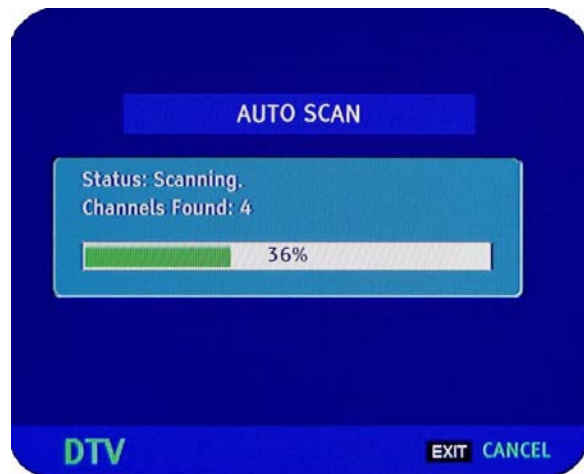 AUTO SCAN
Status: Scanning.
Channels Found: 4
36%
DTV
EXIT CANCEL